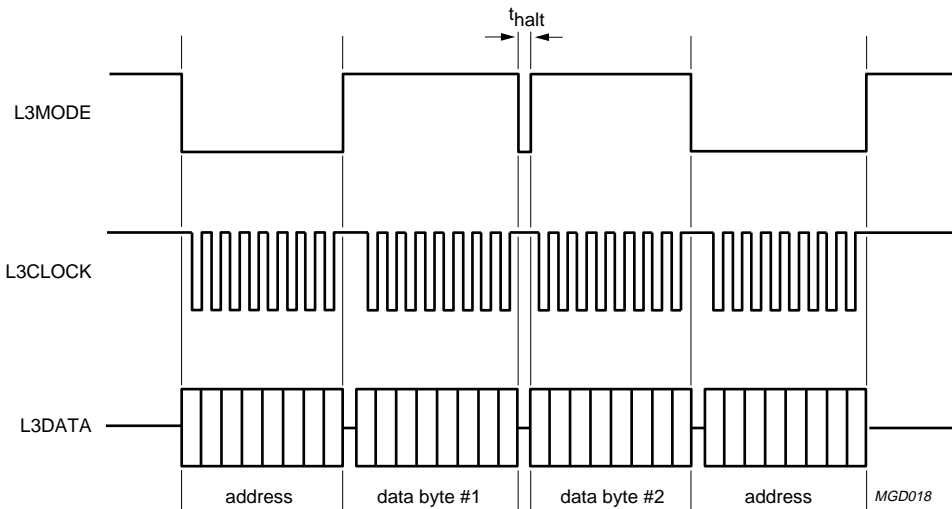 thalt
L3MODE
L3CLOCK
L3DATA
address data byte #1 data byte #2 address MGD018